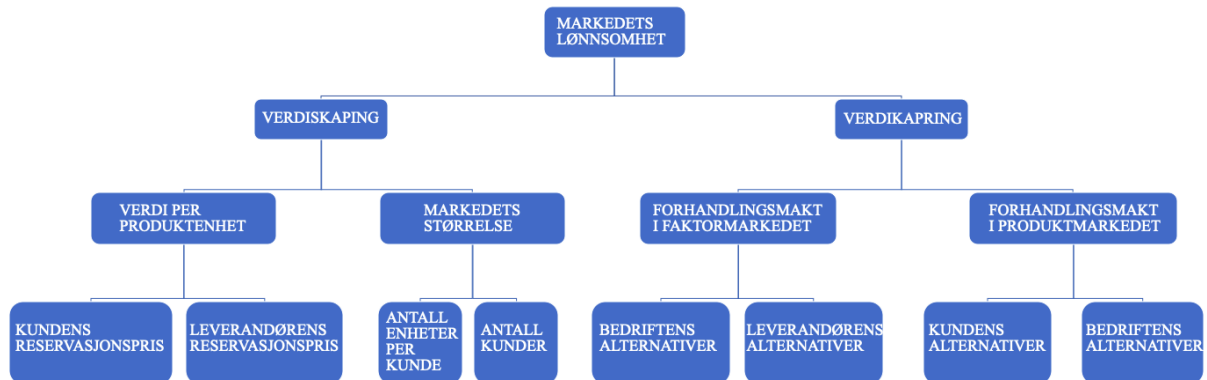 MARKEDETS
LØNNSOMHET
VERDISKAPING
VERDIKAPRING
VERDI PER
PRODUKTENHET
MARKEDETS
STØRRELSE
FORHANDLINGSMAKT
I FAKTORMARKEDET
FORHANDLINGSMAKT
I PRODUKTMARKEDET
KUNDENS
RESERVASJONSPRIS
LEVERANDØRENS
RESERVASJONSPRIS
ANTALL
ENHETER
PER
KUNDE
ANTALL
KUNDER
BEDRIFTENS
ALTERNATIVER
LEVERANDØRENS
ALTERNATIVER
KUNDENS
ALTERNATIVER
BEDRIFTENS
ALTERNATIVER